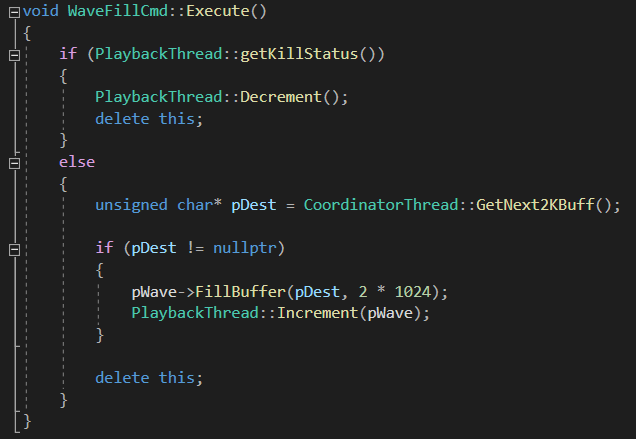 void WaveFillCmd::Execute()
{
    if (PlaybackThread::getKillStatus())
    {
        PlaybackThread::Decrement();
        delete this;
    }
    else
    {
        unsigned char* pDest = CoordinatorThread::GetNext2KBuff();

        if (pDest != nullptr)
        {
            pWave->FillBuffer(pDest, 2 * 1024);
            PlaybackThread::Increment(pWave);
        }

        delete this;
    }
}